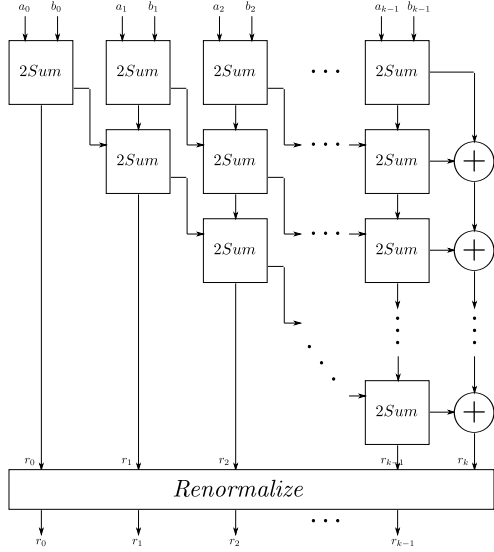 a₀ b₀ a₁ b₁ a₂ b₂ aₖ₋₁ bₖ₋₁
2Sum 2Sum 2Sum ... 2Sum
2Sum 2Sum ... 2Sum +
2Sum ... 2Sum +
2Sum +
r₀ r₁ r₂ rₖ₋₁ rₖ
Renormalize
r₀ r₁ r₂ ... rₖ₋₁